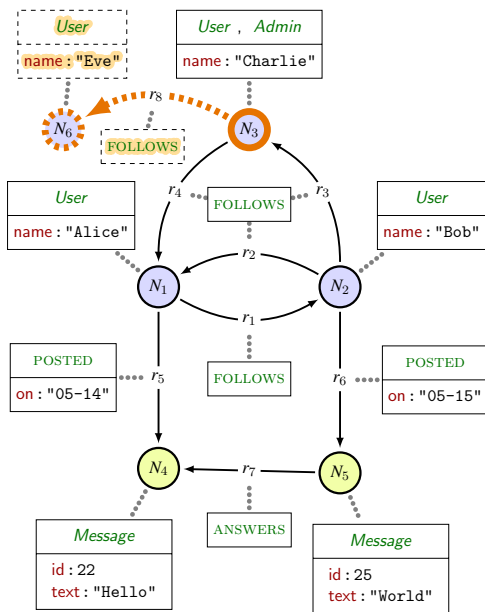 User
name : "Eve"
User , Admin
name : "Charlie"
r8
N6
N3
FOLLOWS
r4
FOLLOWS
r3
User
name : "Alice"
User
name : "Bob"
r2
N1
N2
r1
POSTED
on : "05-14"
FOLLOWS
r5
r6
POSTED
on : "05-15"
N4
r7
N5
ANSWERS
Message
id : 22
text : "Hello"
Message
id : 25
text : "World"